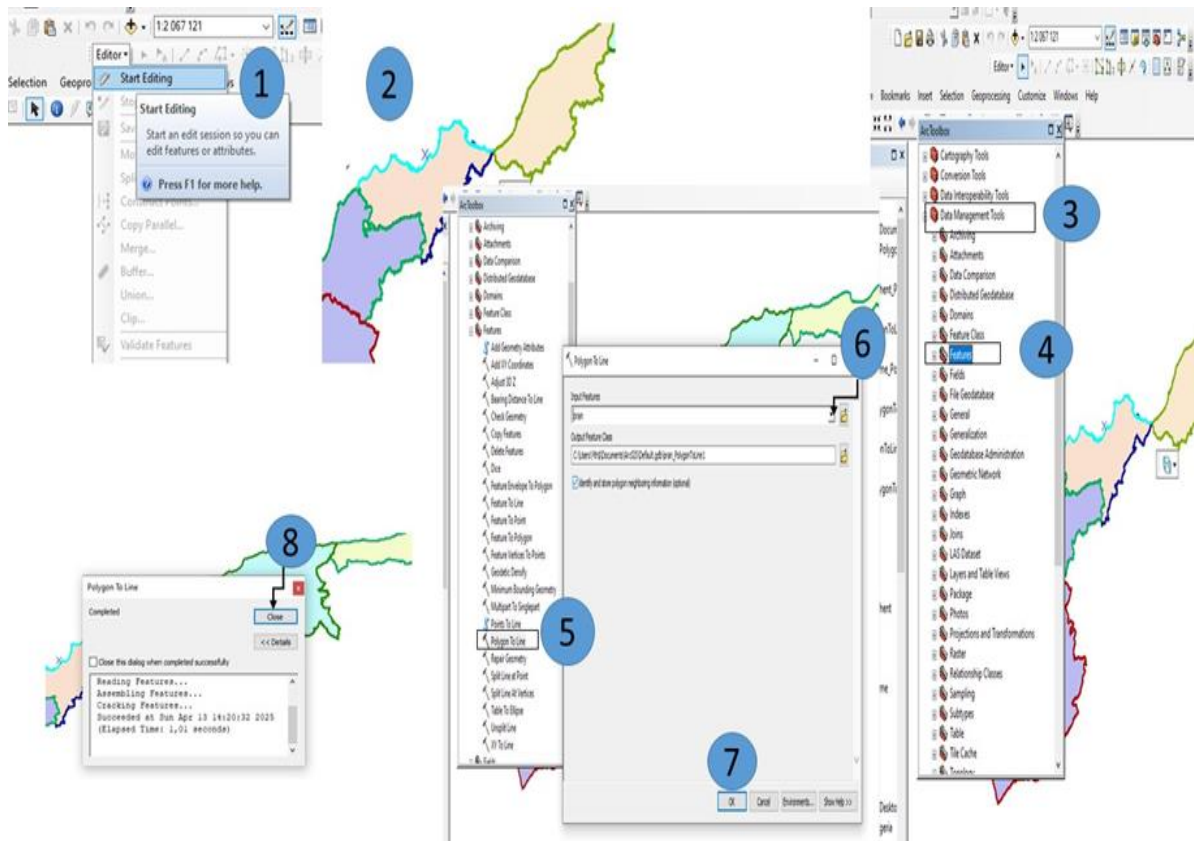 1:2 067 121
Editor
Start Editing
Selection
Start Editing
Start an edit session so you can
edit features or attributes.
Press F1 for more help.
Copy Parallel...
Merge...
Buffer...
Union...
Clip...
Validate Features
1
2
1:2 067 121
Editor
Bookmarks Insert Selection Geoprocessing Customize Windows Help
ArcToolbox
Cartography Tools
Conversion Tools
Data Interoperability Tools
Data Management Tools
Archiving
Attachments
Data Comparison
Distributed Geodatabase
Domains
Feature Class
Features
Fields
File Geodatabase
General
Generalization
Geodatabase Administration
Geometric Network
Graph
Indexes
Joins
LAS Dataset
Layers and Table Views
Package
Photos
Projections and Transformations
Raster
Relationship Classes
Sampling
Subtypes
Table
Tile Cache
Topology
3
4
ArcToolbox
Archiving
Attachments
Data Comparison
Distributed Geodatabase
Domains
Feature Class
Features
Add Geometry Attributes
Add XY Coordinates
Adjust 3D Z
Bearing Distance To Line
Check Geometry
Copy Features
Delete Features
Dice
Feature Envelope To Polygon
Feature To Line
Feature To Point
Feature To Polygon
Feature Vertices To Points
Geodetic Densify
Minimum Bounding Geometry
Multipart To Singlepart
Points To Line
Polygon To Line
Repair Geometry
Split Line at Point
Split Line At Vertices
Table To Ellipse
Unsplit Line
XY To Line
Fields
5
Polygon To Line
Input Features
Output Feature Class
Identify and store polygon neighboring information (optional)
OK Cancel Environments... Show Help >>
6
7
8
Polygon To Line
Completed
Close
<< Details
Close this dialog when completed successfully
Reading Features...
Assembling Features...
Cracking Features...
Succeeded at Sun Apr 13 14:20:32 2025
(Elapsed Time: 1,01 seconds)